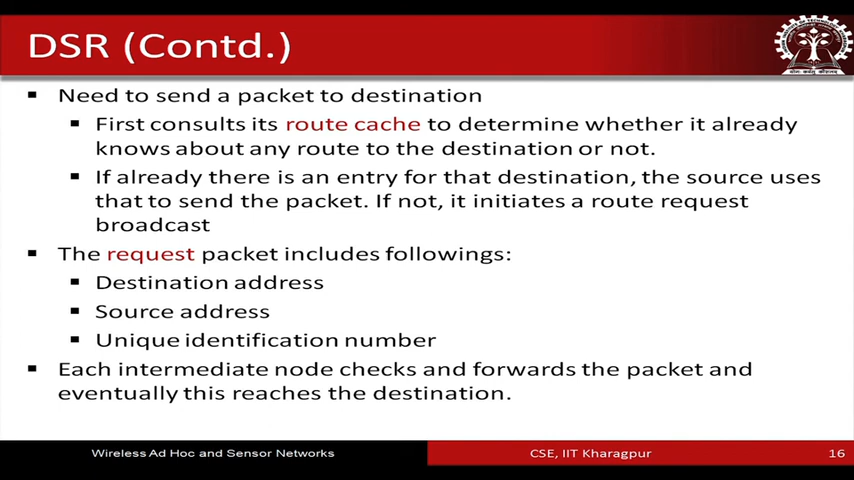 DSR (Contd.)
▪ Need to send a packet to destination
▪ First consults its route cache to determine whether it already
knows about any route to the destination or not.
▪ If already there is an entry for that destination, the source uses
that to send the packet. If not, it initiates a route request
broadcast
▪ The request packet includes followings:
▪ Destination address
▪ Source address
▪ Unique identification number
▪ Each intermediate node checks and forwards the packet and
eventually this reaches the destination.
Wireless Ad Hoc and Sensor Networks
CSE, IIT Kharagpur
16